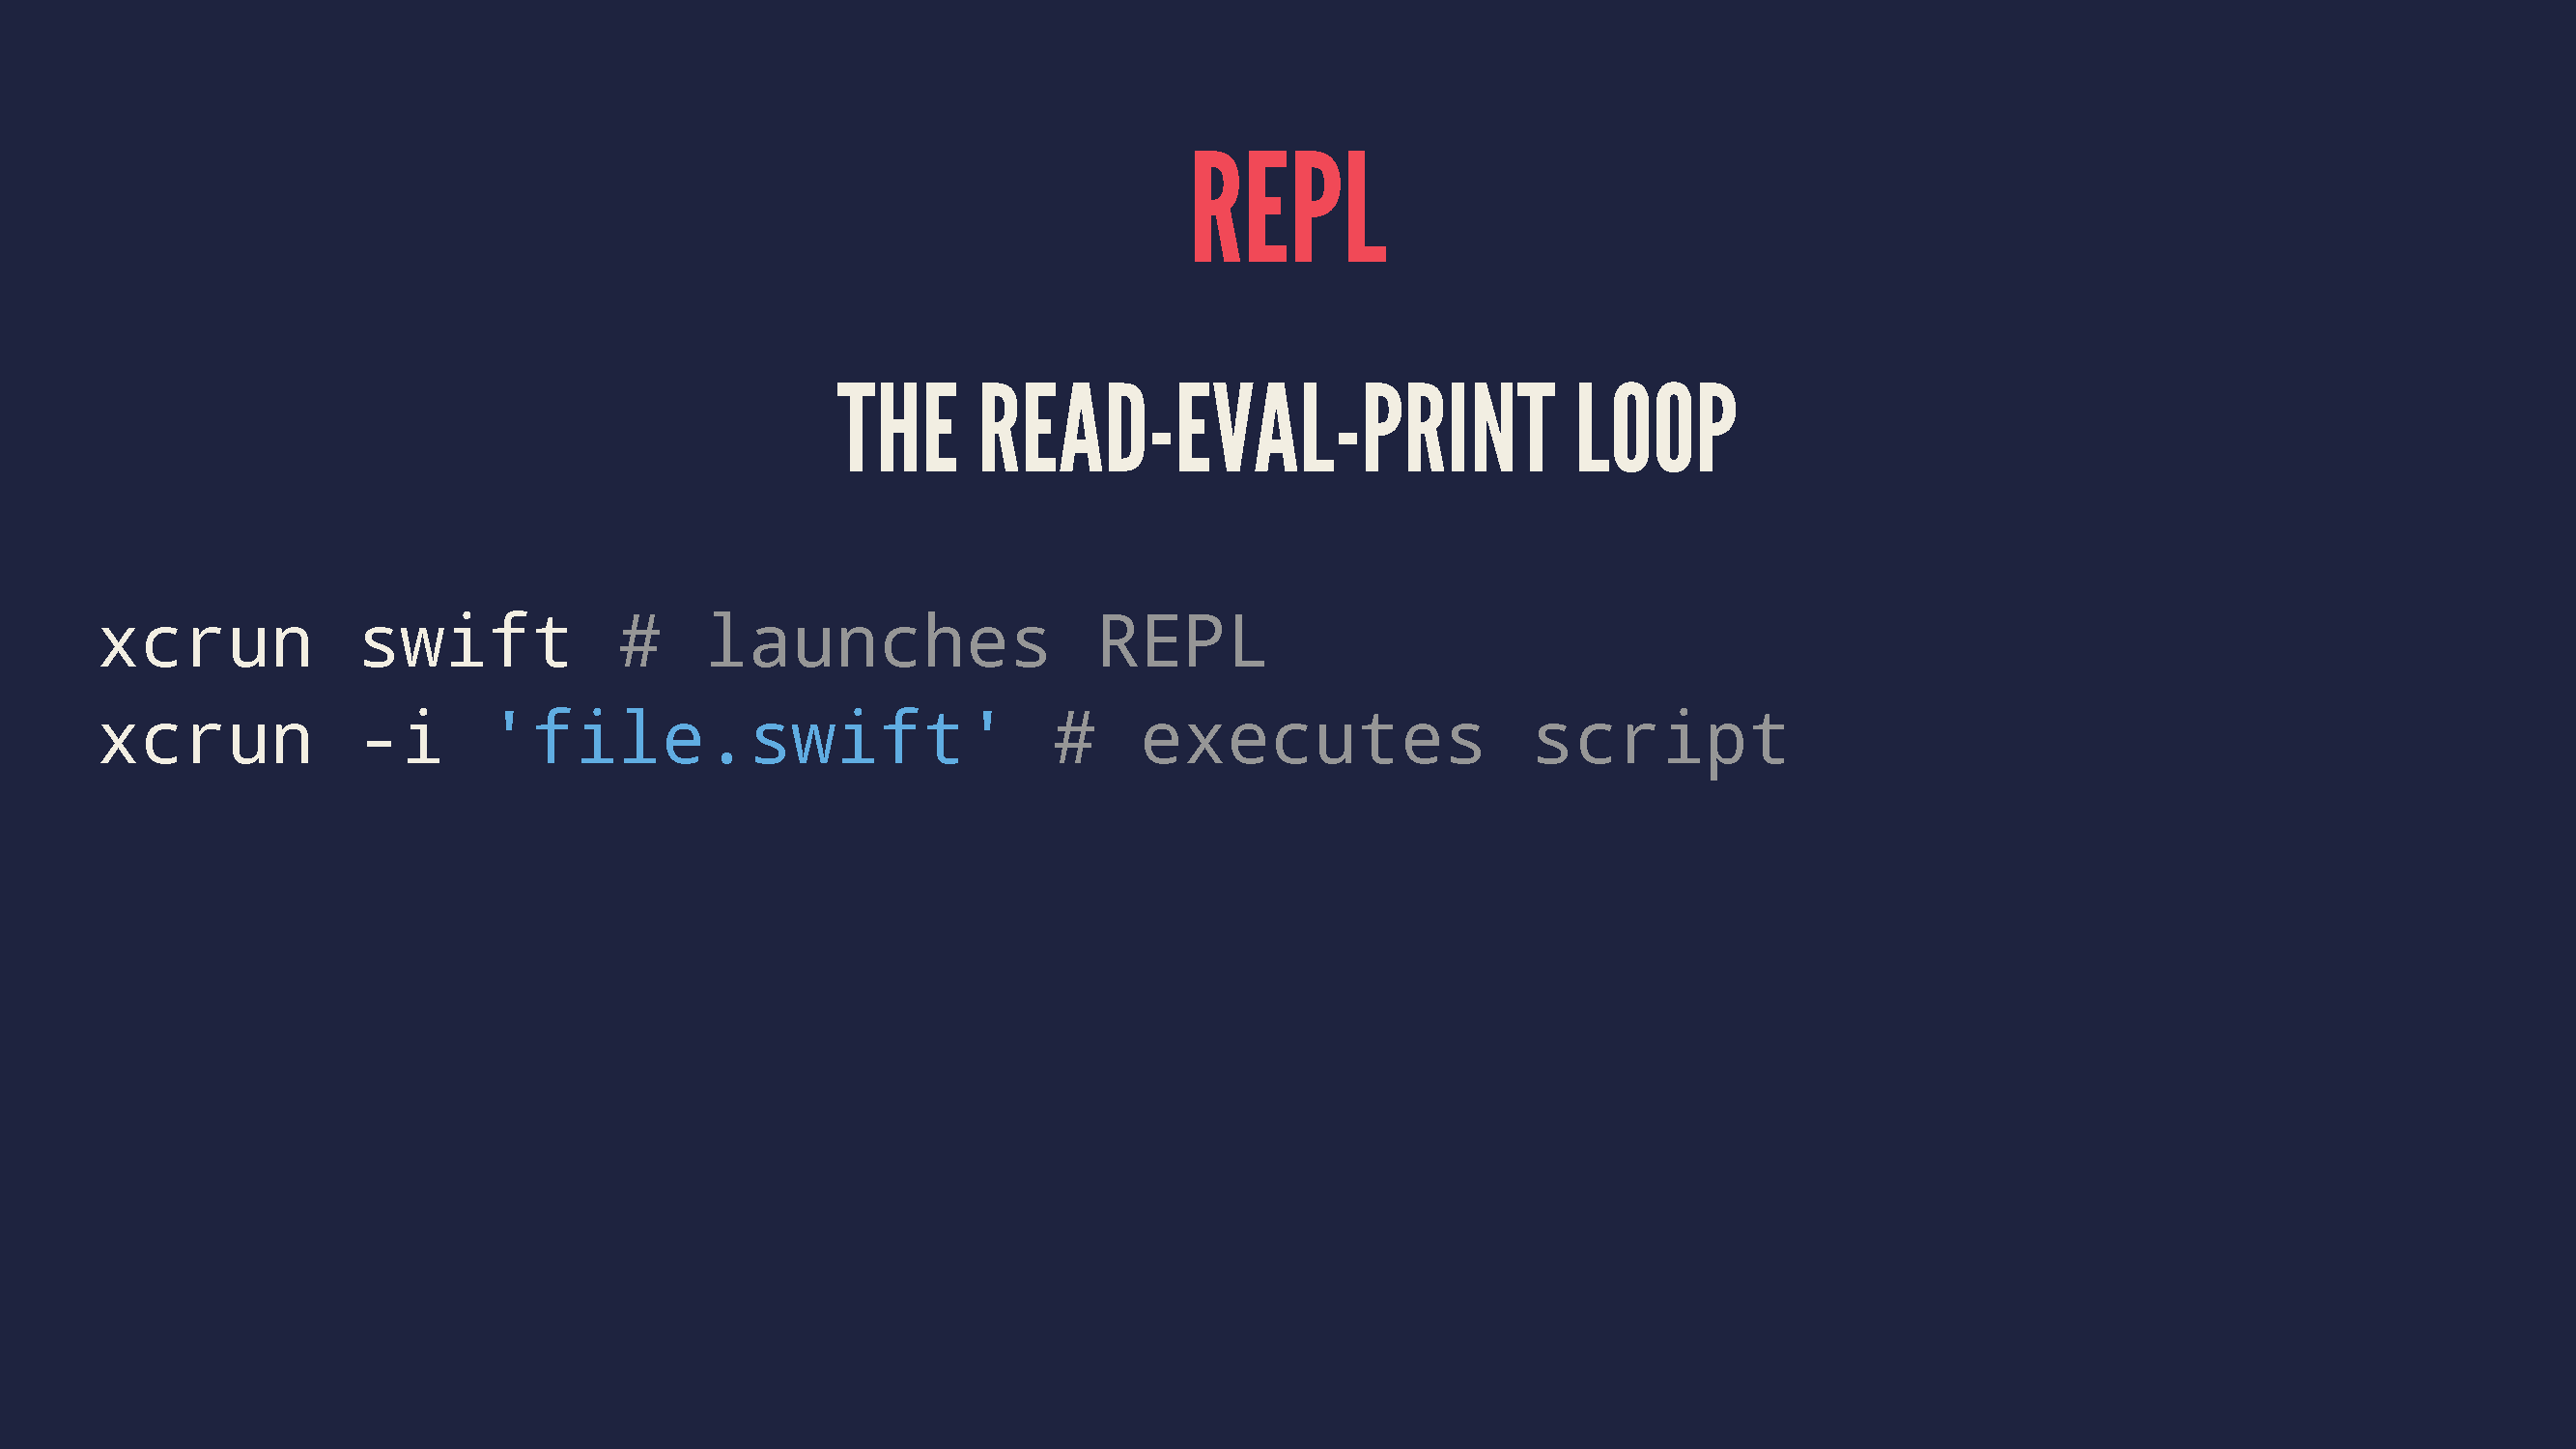 REPL
THE READ-EVAL-PRINT LOOP
xcrun swift # launches REPL
xcrun -i 'file.swift' # executes script